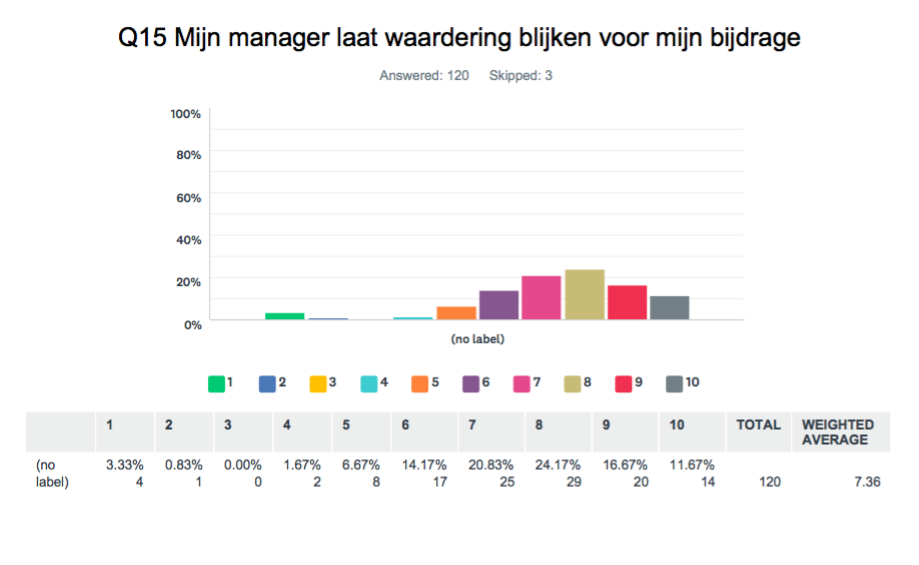 Q15 Mijn manager laat waardering blijken voor mijn bijdrage
Answered: 120 Skipped: 3
100%
80%
60%
40%
20%
0%
(no label)
1 2 3 4 5 6 7 8 9 10
1 2 3 4 5 6 7 8 9 10 TOTAL WEIGHTED
AVERAGE
(no 3.33% 0.83% 0.00% 1.67% 6.67% 14.17% 20.83% 24.17% 16.67% 11.67%
label) 4 1 0 2 8 17 25 29 20 14 120 7.36